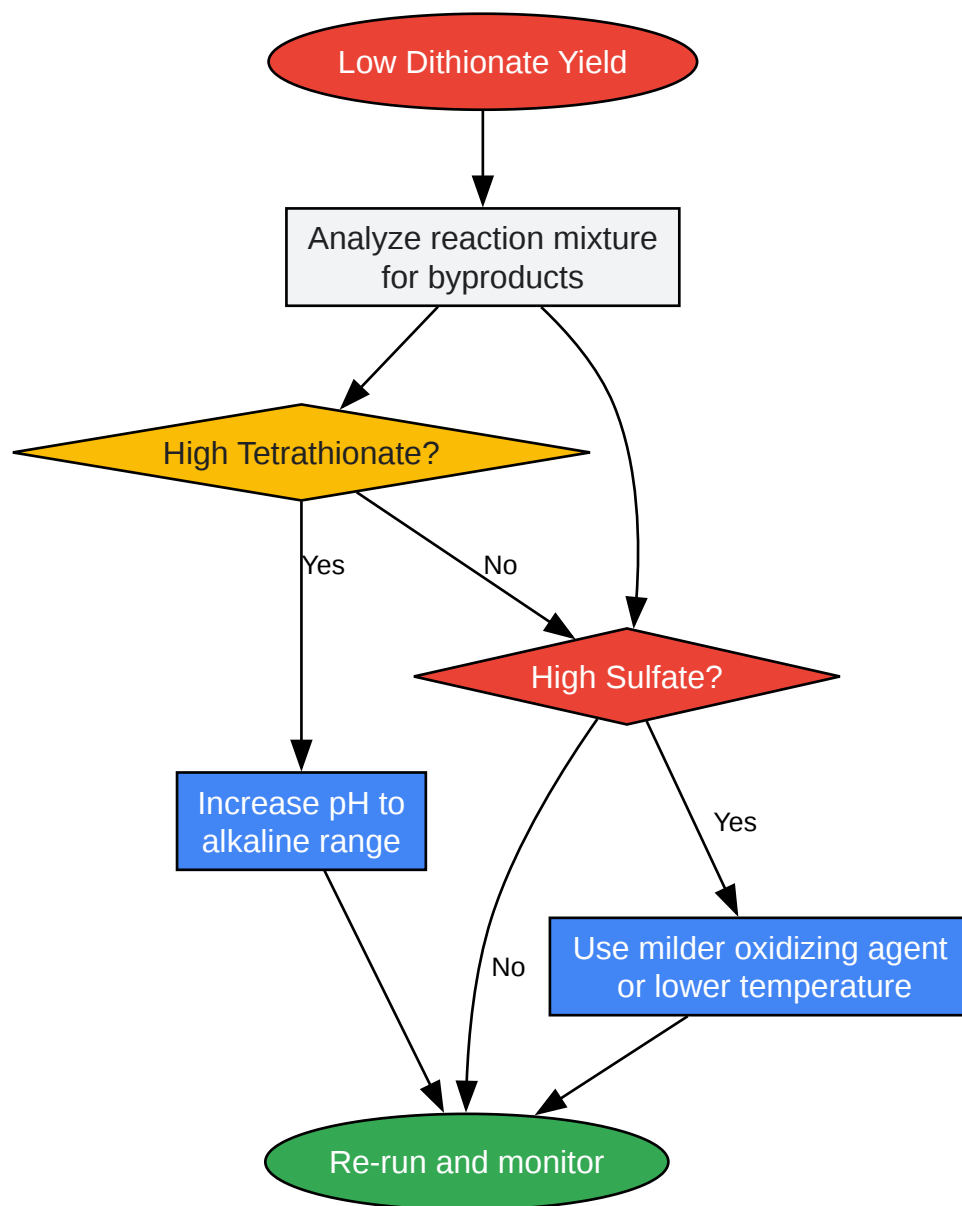 Low Dithionate Yield
Analyze reaction mixture
for byproducts
High Tetrathionate?
Yes
No
High Sulfate?
Increase pH to
alkaline range
Yes
Use milder oxidizing agent
or lower temperature
No
Re-run and monitor